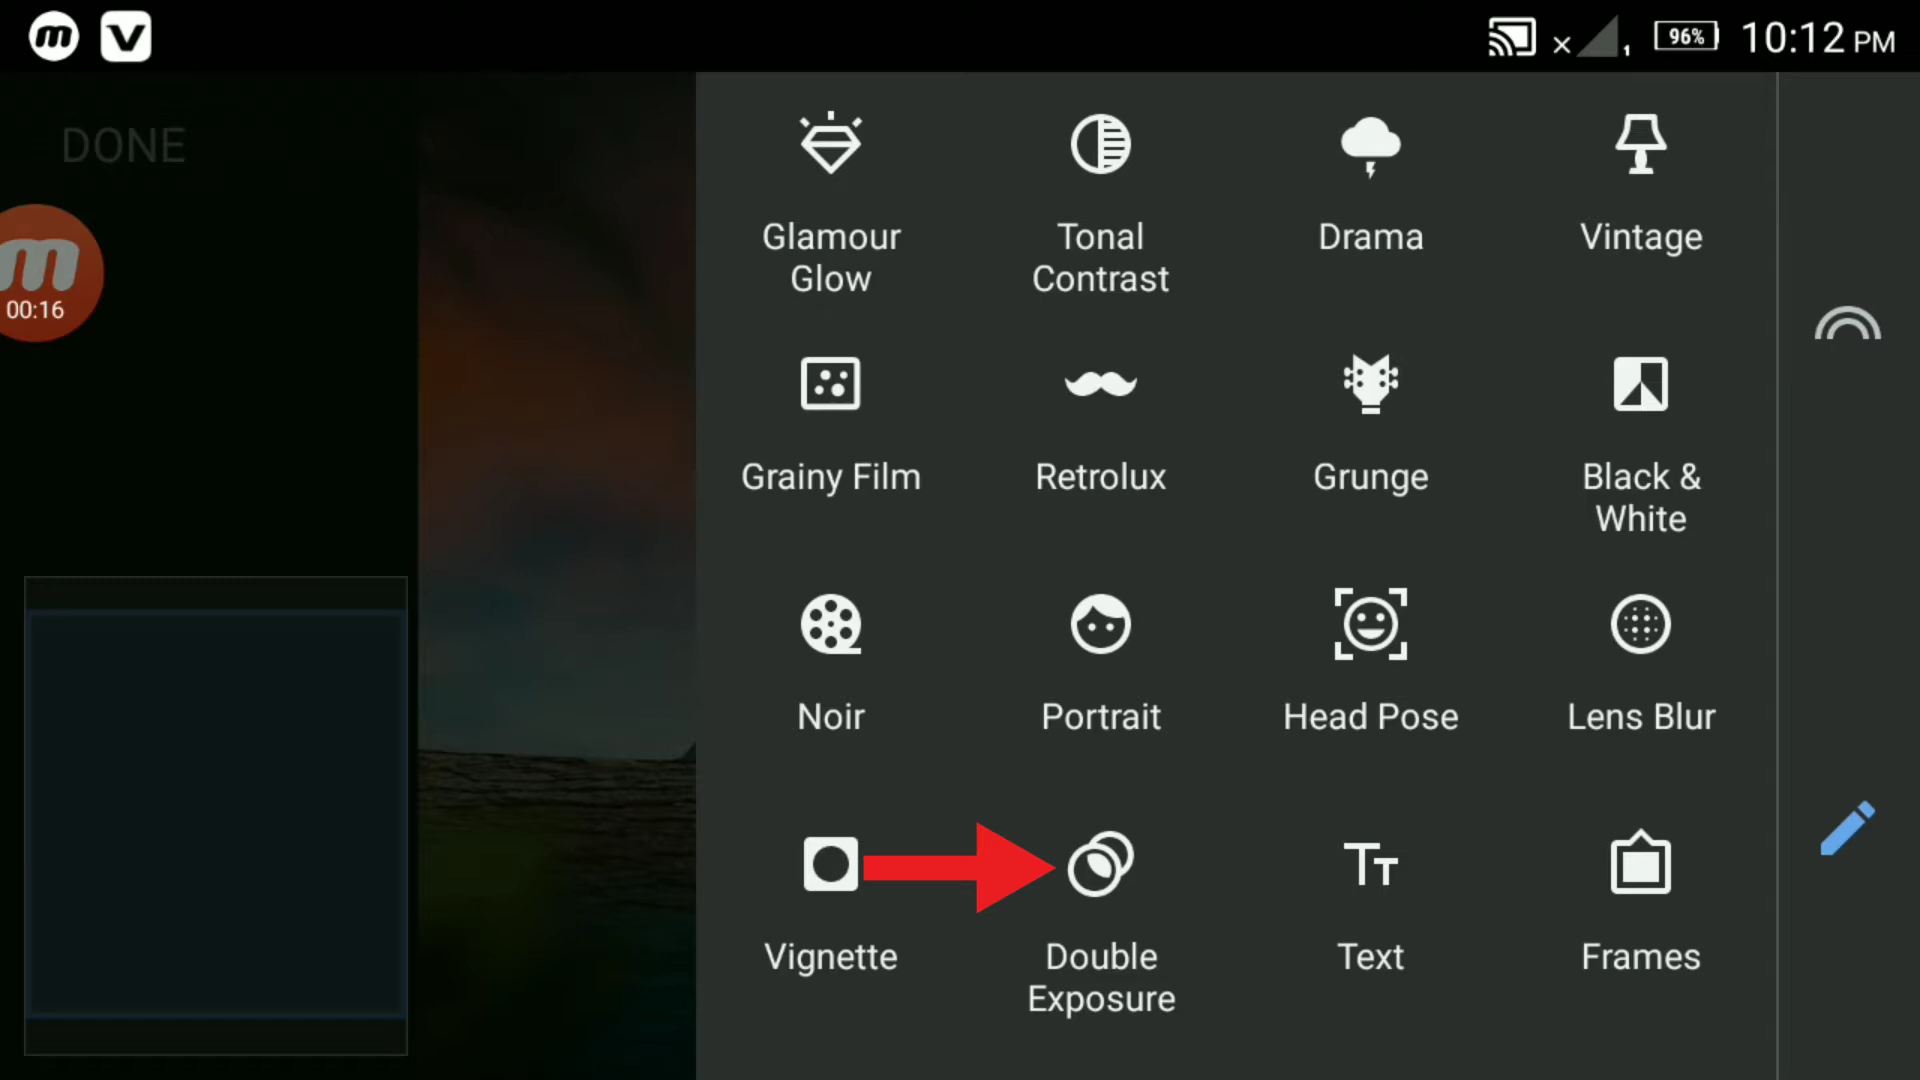 m V 1 96% 10:12 PM
DONE
m
00:16
Glamour
Glow
Tonal
Contrast
Drama
Vintage
Grainy Film
Retrolux
Grunge
Black &
White
Noir
Portrait
Head Pose
Lens Blur
Vignette
Double
Exposure
Text
Frames